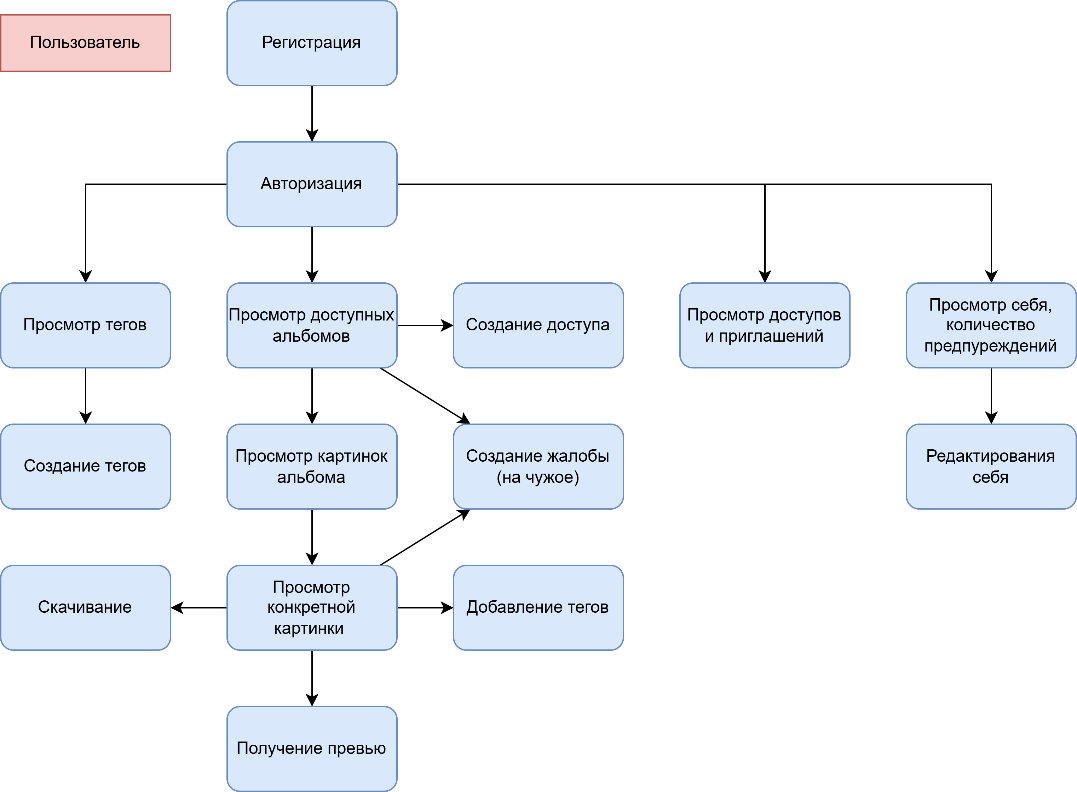 Пользователь
Регистрация
Авторизация
Просмотр тегов
Просмотр доступных
альбомов
Создание доступа
Просмотр доступов
и приглашений
Просмотр себя,
количество
предпуреждений
Создание тегов
Просмотр картинок
альбома
Создание жалобы
(на чужое)
Редактирования
себя
Скачивание
Просмотр
конкретной
картинки
Добавление тегов
Получение превью